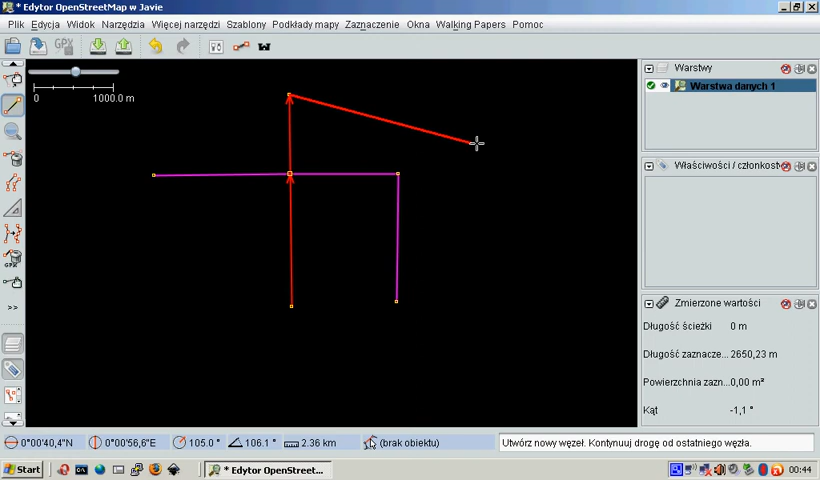 * Edytor OpenStreetMap w Javie
Plik Edycja Widok Narzędzia Więcej narzędzi Szablony Podkłady mapy Zaznaczenie Okna Walking Papers Pomoc
GPX
0 1000.0 m
>>
Warstwy
Warstwa danych 1
Właściwości / członkost
Zmierzone wartości
Długość ścieżki 0 m
Długość zaznacze... 2650,23 m
Powierzchnia zazn... 0,00 m²
Kąt -1,1 °
0°00'40,4"N 0°00'56,6"E 105.0 ° 106.1 ° 2.36 km (brak obiektu) Utwórz nowy węzeł. Kontynuuj drogę od ostatniego węzła.
Start * Edytor OpenStreet... 00:44